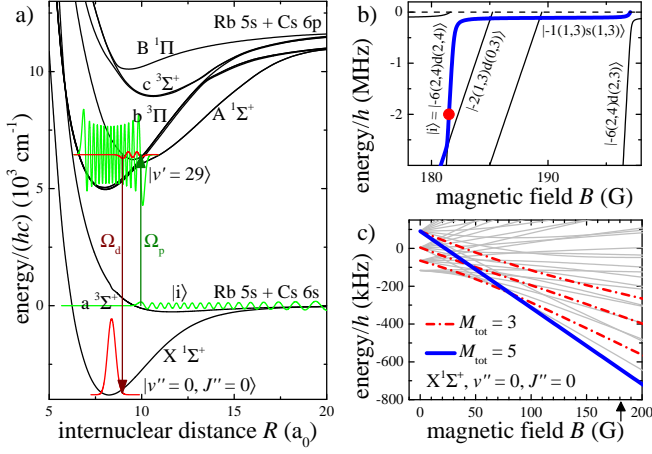 a)
Rb 5s + Cs 6p
B ¹Π
c ³Σ⁺
b ³Π
A ¹Σ⁺
|v' = 29⟩
Ω_d
Ω_p
|i⟩
Rb 5s + Cs 6s
a ³Σ⁺
X ¹Σ⁺
|v''= 0, J''= 0⟩
10
5
0
energy/(hc) (10³ cm⁻¹)
5
10
15
20
internuclear distance R (a₀)
b)
0
-1
-2
energy/h (MHz)
|i⟩ = |-6(2,4)d(2,4)⟩
|-2(1,3)d(0,3)⟩
|-1(1,3)s(1,3)⟩
|-6(2,4)d(2,3)⟩
180
190
magnetic field B (G)
c)
200
0
-200
-400
-600
-800
energy/h (kHz)
M_tot = 3
M_tot = 5
X¹Σ⁺, v''= 0, J''= 0
0
50
100
150
200
magnetic field B (G)